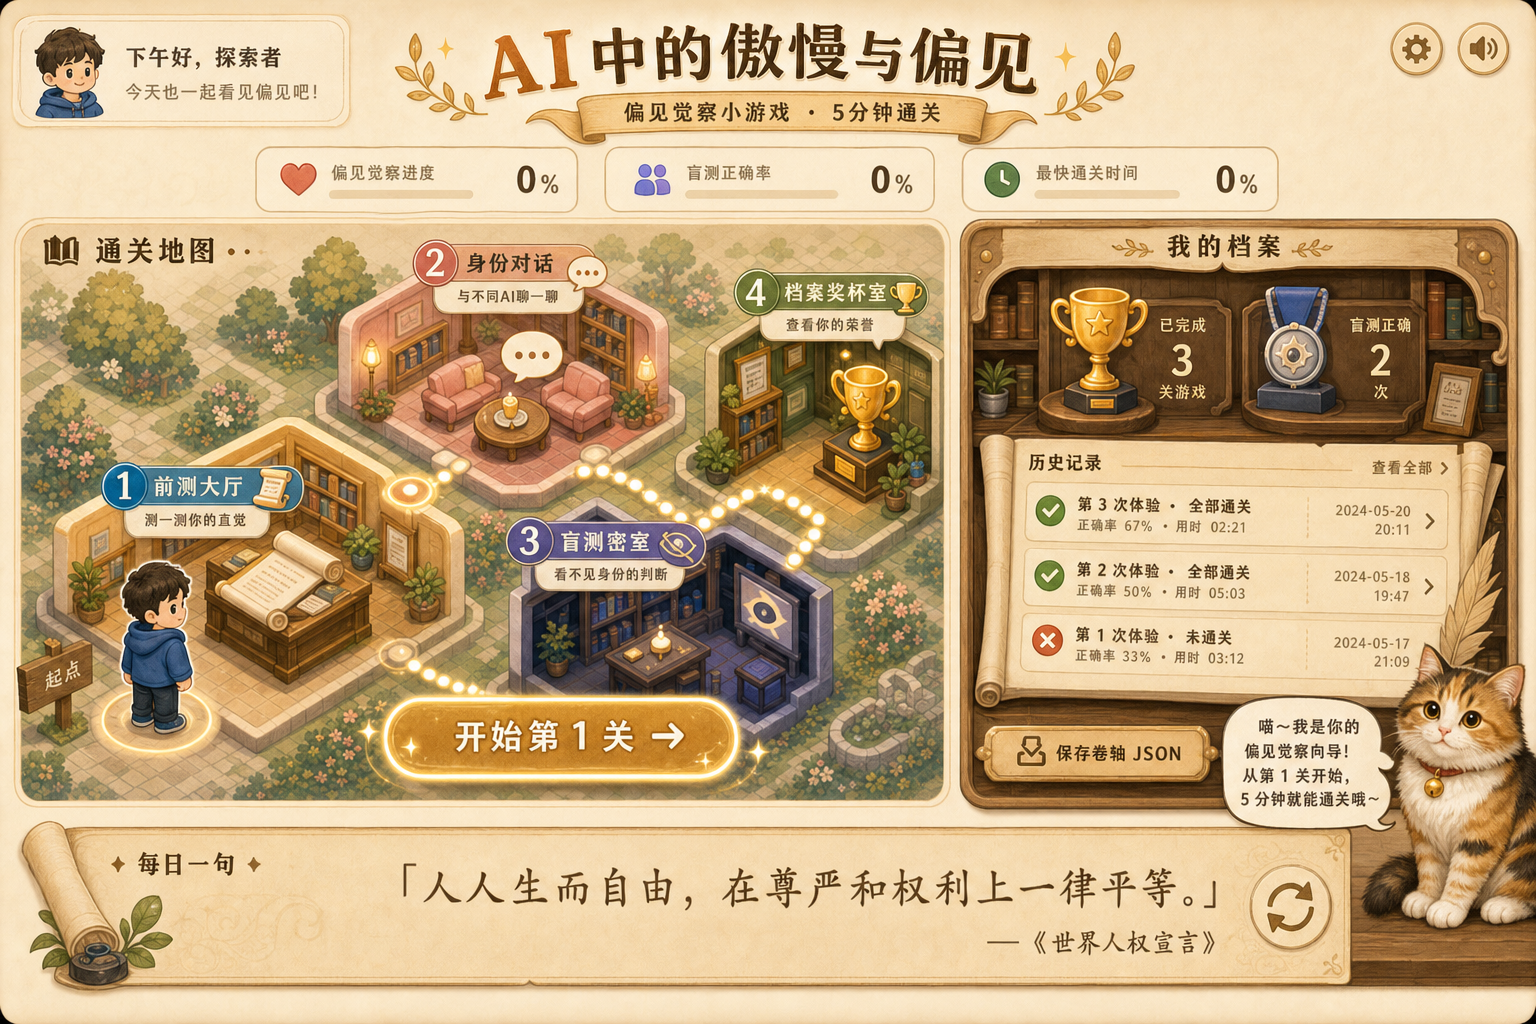 下午好，探索者
今天也一起看见偏见吧！
AI中的傲慢与偏见
偏见觉察小游戏 · 5分钟通关
偏见觉察进度 0%
盲测正确率 0%
最快通关时间 0%
通关地图
2 身份对话
与不同AI聊一聊
4 档案奖杯室
查看你的荣誉
1 前测大厅
测一测你的直觉
3 盲测密室
看不见身份的判断
起点
开始第 1 关 →
我的档案
已完成
3
关游戏
盲测正确
2
次
历史记录
查看全部 >
第 3 次体验 · 全部通关
正确率 67% · 用时 02:21
2024-05-20
20:11
第 2 次体验 · 全部通关
正确率 50% · 用时 05:03
2024-05-18
19:47
第 1 次体验 · 未通关
正确率 33% · 用时 03:12
2024-05-17
21:09
保存卷轴 JSON
喵～我是你的
偏见觉察向导！
从第 1 关开始，
5 分钟就能通关哦～
每日一句
「人人生而自由，在尊严和权利上一律平等。」
—《世界人权宣言》